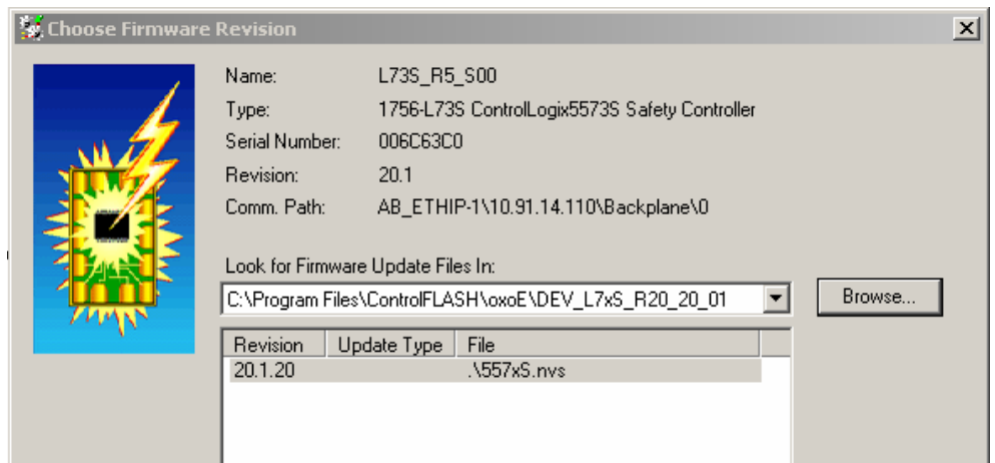 Choose Firmware Revision
Name: L73S_R5_S00
Type: 1756-L73S ControlLogix5573S Safety Controller
Serial Number: 006C63C0
Revision: 20.1
Comm. Path: AB_ETHIP-1\10.91.14.110\Backplane\0
Look for Firmware Update Files In:
C:\Program Files\ControlFLASH\oxoE\DEV_L7xS_R20_20_01 Browse...
Revision Update Type File
20.1.20 .\557xS.nvs